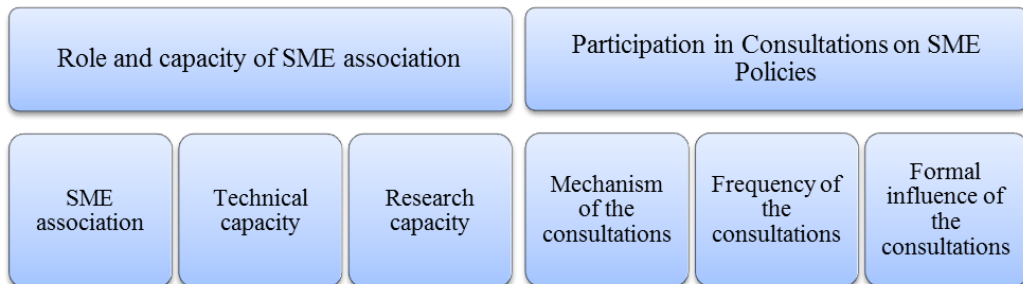 Role and capacity of SME association
Participation in Consultations on SME
Policies
SME
association
Technical
capacity
Research
capacity
Mechanism
of the
consultations
Frequency of
the
consultations
Formal
influence of
the
consultations